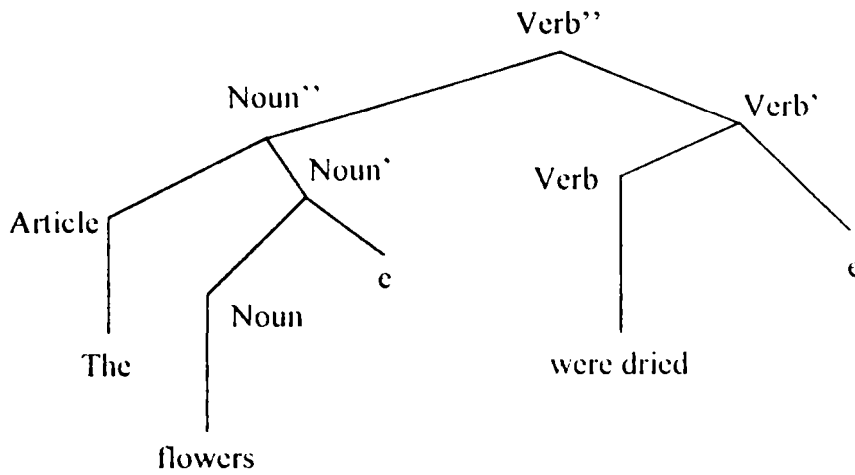 Verb’’
Noun’’
Verb’
Noun’
Verb
Article
e
e
Noun
The
were dried
flowers